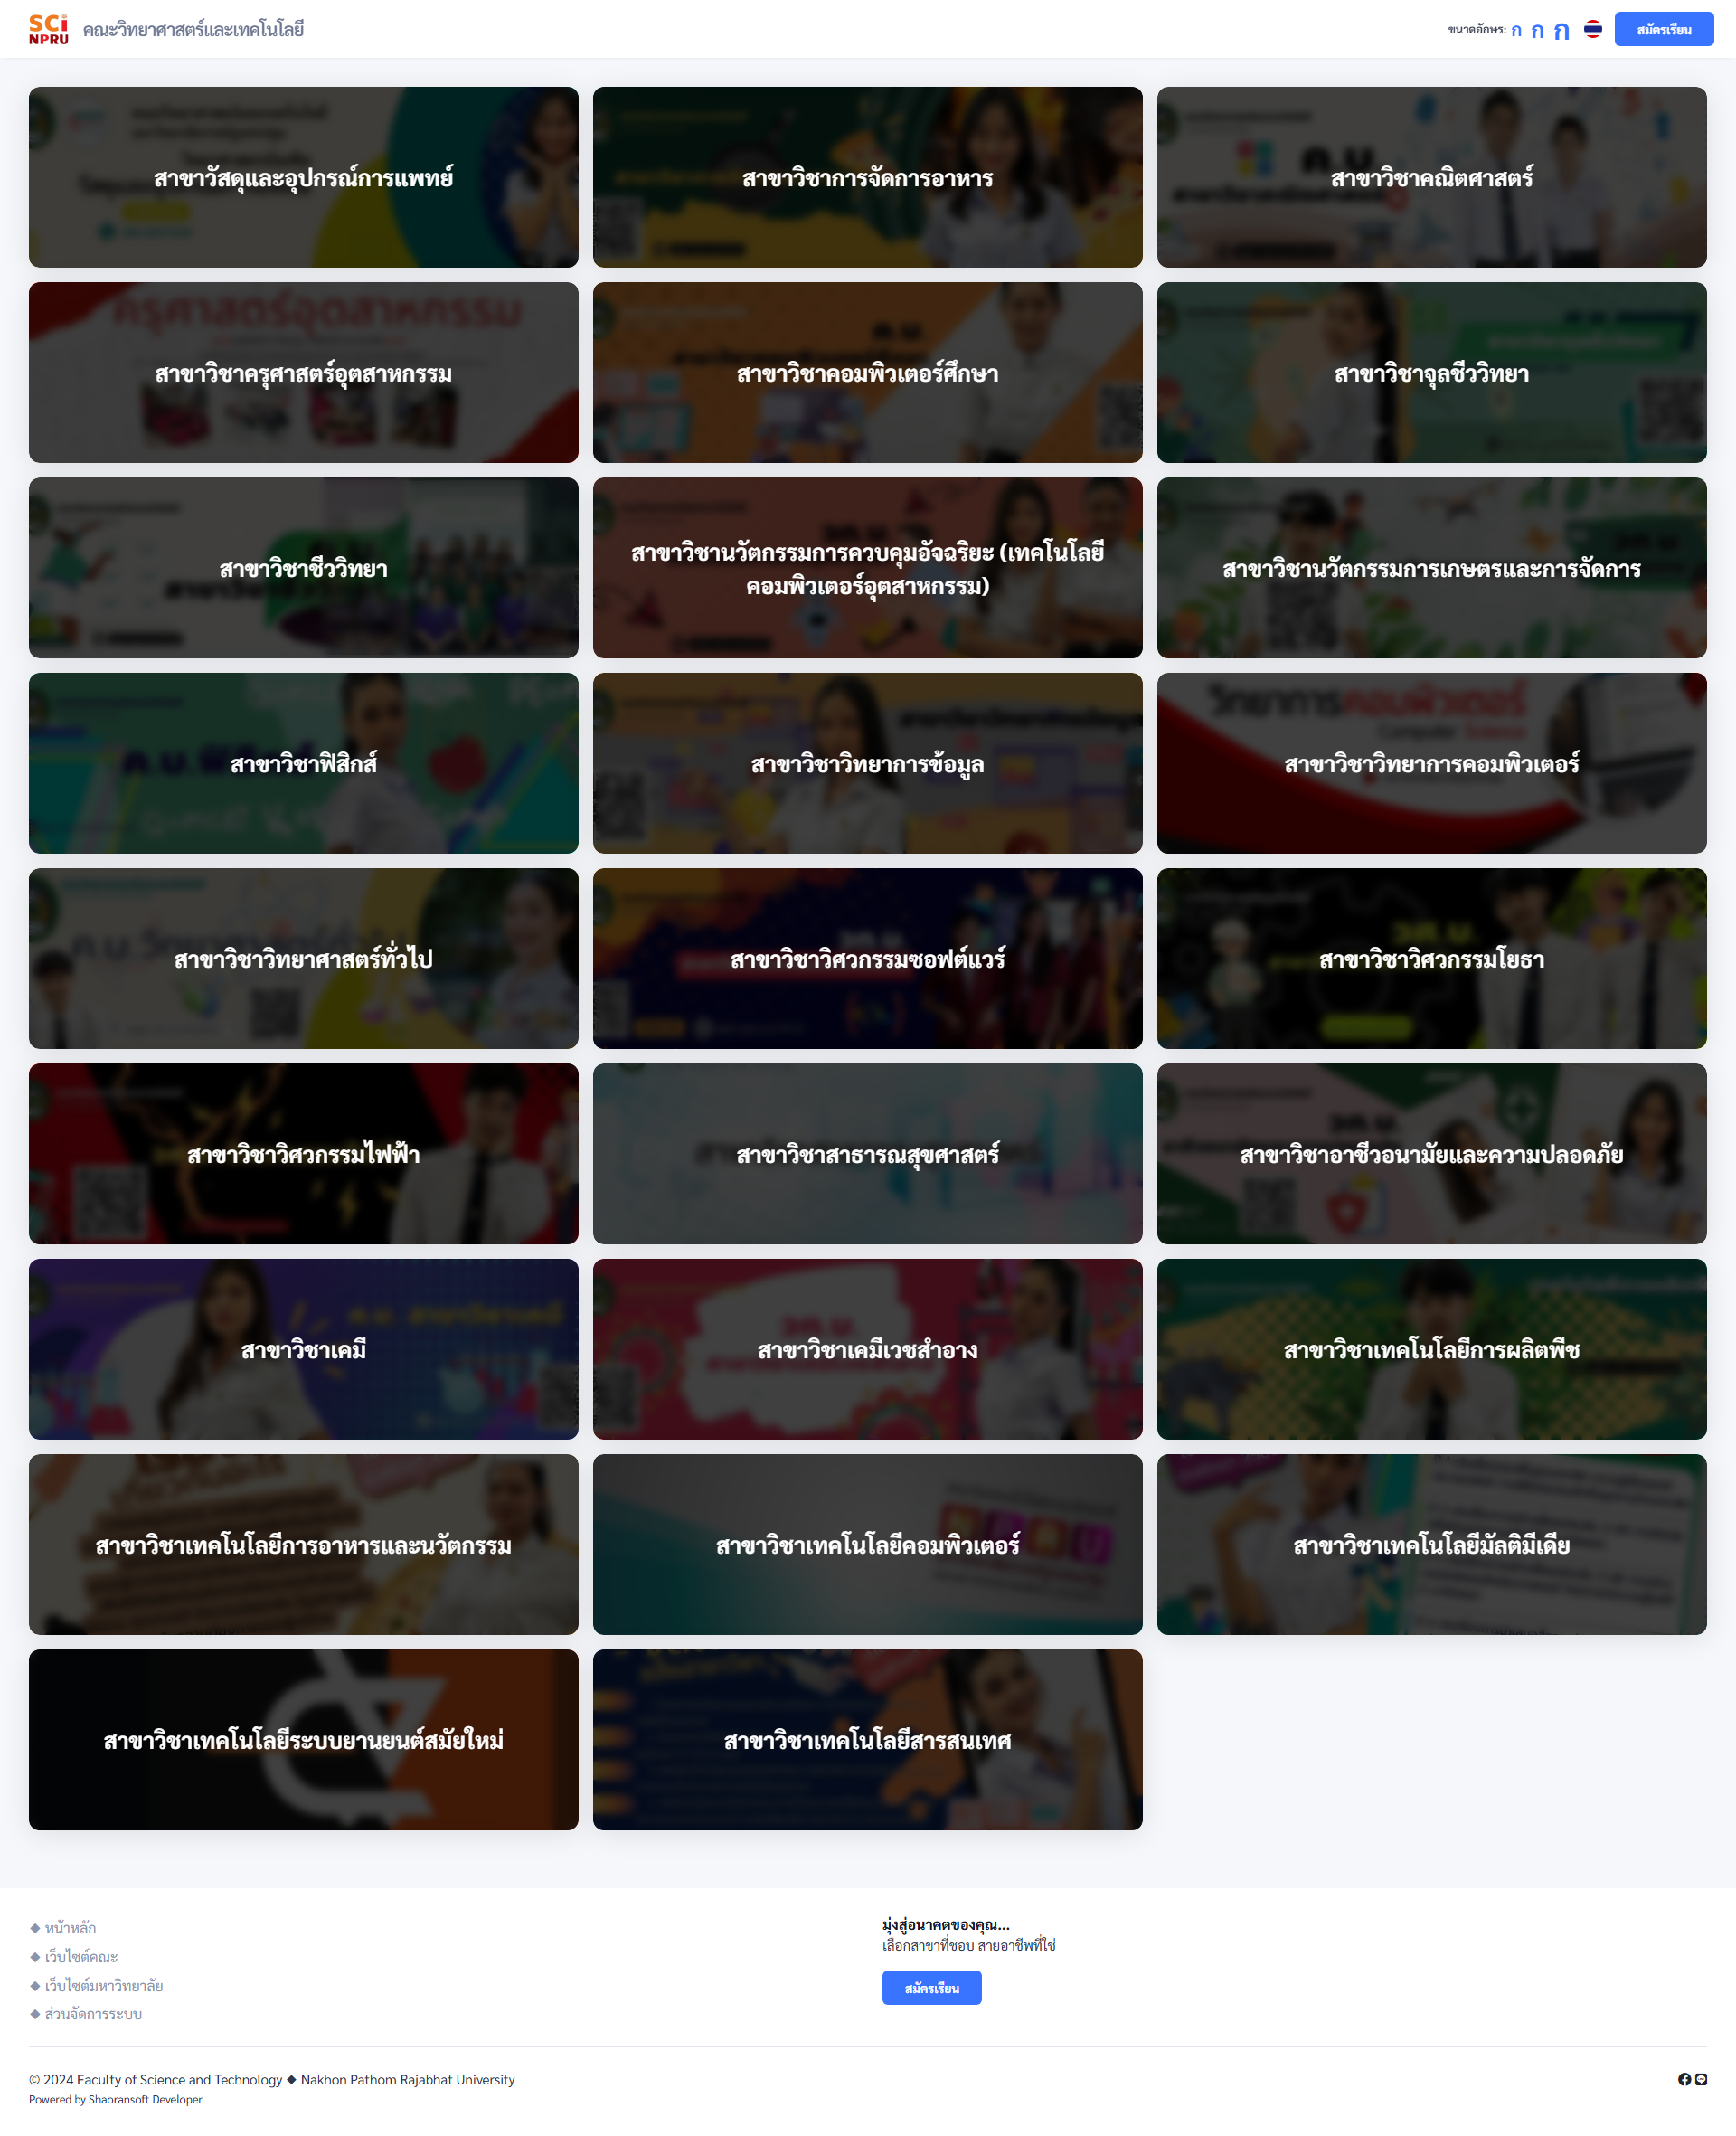 SCi
NPRU
คณะวิทยาศาสตร์และเทคโนโลยี
ขนาดอักษร: ก ก ก
สมัครเรียน
สาขาวัสดุและอุปกรณ์การแพทย์
สาขาวิชาการจัดการอาหาร
สาขาวิชาคณิตศาสตร์
สาขาวิชาครุศาสตร์อุตสาหกรรม
สาขาวิชาคอมพิวเตอร์ศึกษา
สาขาวิชาจุลชีววิทยา
สาขาวิชาชีววิทยา
สาขาวิชานวัตกรรมการควบคุมอัจฉริยะ (เทคโนโลยี
คอมพิวเตอร์อุตสาหกรรม)
สาขาวิชานวัตกรรมการเกษตรและการจัดการ
สาขาวิชาฟิสิกส์
สาขาวิชาวิทยาการข้อมูล
สาขาวิชาวิทยาการคอมพิวเตอร์
สาขาวิชาวิทยาศาสตร์ทั่วไป
สาขาวิชาวิศวกรรมซอฟต์แวร์
สาขาวิชาวิศวกรรมโยธา
สาขาวิชาวิศวกรรมไฟฟ้า
สาขาวิชาสาธารณสุขศาสตร์
สาขาวิชาอาชีวอนามัยและความปลอดภัย
สาขาวิชาเคมี
สาขาวิชาเคมีเวชสำอาง
สาขาวิชาเทคโนโลยีการผลิตพืช
สาขาวิชาเทคโนโลยีการอาหารและนวัตกรรม
สาขาวิชาเทคโนโลยีคอมพิวเตอร์
สาขาวิชาเทคโนโลยีมัลติมีเดีย
สาขาวิชาเทคโนโลยีระบบยานยนต์สมัยใหม่
สาขาวิชาเทคโนโลยีสารสนเทศ
◆ หน้าหลัก
◆ เว็บไซต์คณะ
◆ เว็บไซต์มหาวิทยาลัย
◆ ส่วนจัดการระบบ
มุ่งสู่อนาคตของคุณ...
เลือกสาขาที่ชอบ สายอาชีพที่ใช่
สมัครเรียน
© 2024 Faculty of Science and Technology ◆ Nakhon Pathom Rajabhat University
Powered by Shaoransoft Developer